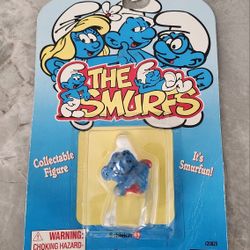 THE
SMURFS
Collectable
Figure
It's
Smurfun!
WARNING:
CHOKING HAZARD-